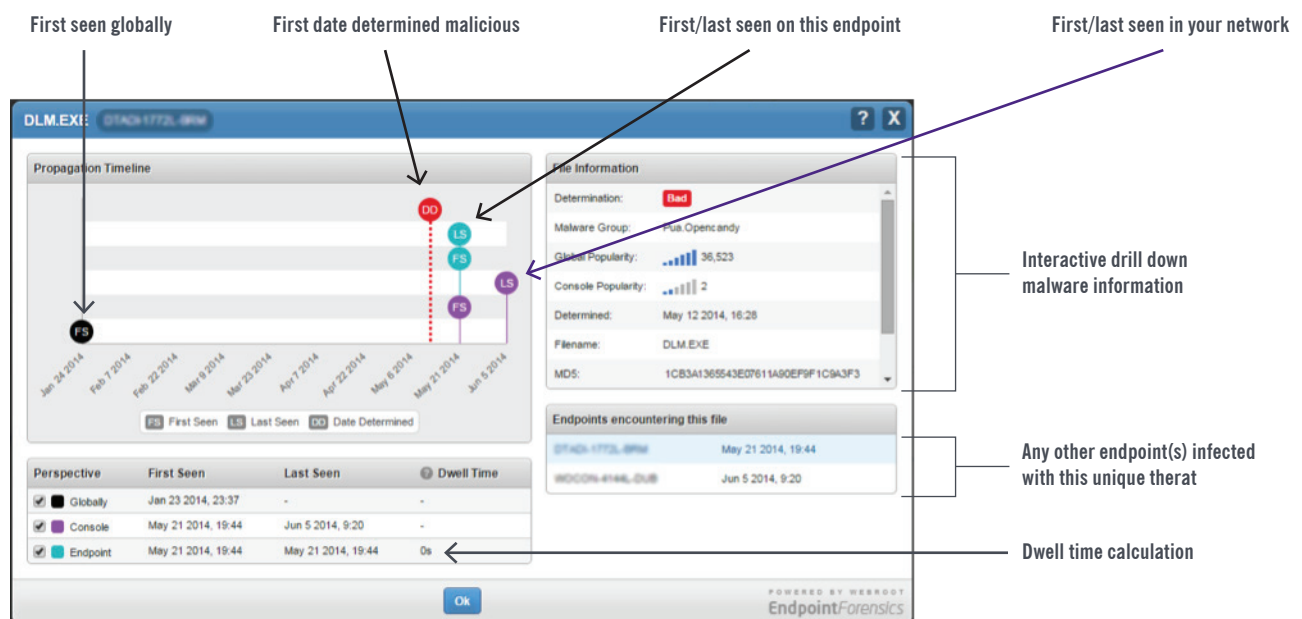 First seen globally
First date determined malicious
First/last seen on this endpoint
First/last seen in your network
DLM.EXE
? X
Propagation Timeline
DD
LS
FS
LS
FS
FS
Jan 24 2014
Feb 7 2014
Feb 22 2014
Mar 9 2014
Mar 23 2014
Apr 7 2014
Apr 22 2014
May 6 2014
May 21 2014
Jun 5 2014
FS First Seen LS Last Seen DD Date Determined
File Information
Determination: Bad
Malware Group: Pua.Opencandy
Global Popularity: 36,523
Console Popularity: 2
Determined: May 12 2014, 16:28
Filename: DLM.EXE
MD5: 1CB3A1365543E07611A90EF9F1C9A3F3
Interactive drill down
malware information
Endpoints encountering this file
May 21 2014, 19:44
Jun 5 2014, 9:20
Any other endpoint(s) infected
with this unique therat
Perspective First Seen Last Seen ? Dwell Time
Globally Jan 23 2014, 23:37 - -
Console May 21 2014, 19:44 Jun 5 2014, 9:20 -
Endpoint May 21 2014, 19:44 May 21 2014, 19:44 0s
Dwell time calculation
Ok
POWERED BY WEBROOT
EndpointForensics